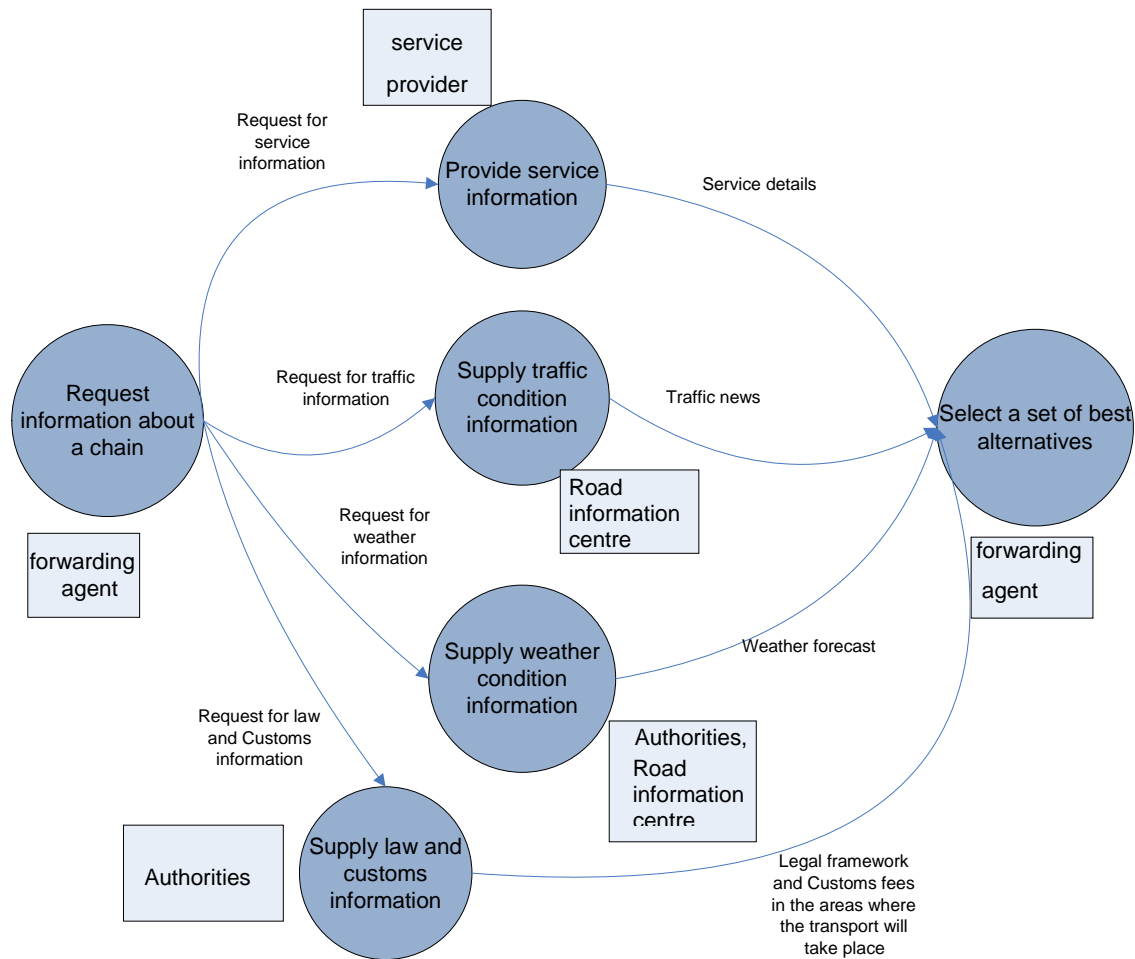 service
provider
Request for
service
information
Provide service
information
Service details
Request
information about
a chain
forwarding
agent
Request for traffic
information
Supply traffic
condition
information
Traffic news
Road
information
centre
Select a set of best
alternatives
forwarding
agent
Request for
weather
information
Supply weather
condition
information
Weather forecast
Authorities,
Road
information
centre
Request for law
and Customs
information
Authorities
Supply law and
customs
information
Legal framework
and Customs fees
in the areas where
the transport will
take place